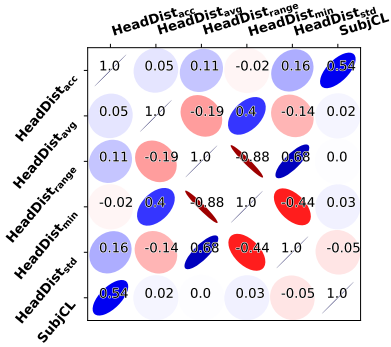 HeadDist_acc HeadDist_avg HeadDist_range HeadDist_min HeadDist_std SubjCL
HeadDist_acc 1.0 0.05 0.11 -0.02 0.16 0.54
HeadDist_avg 0.05 1.0 -0.19 0.4 -0.14 0.02
HeadDist_range 0.11 -0.19 1.0 -0.88 0.68 0.0
HeadDist_min -0.02 0.4 -0.88 1.0 -0.44 0.03
HeadDist_std 0.16 -0.14 0.68 -0.44 1.0 -0.05
SubjCL 0.54 0.02 0.0 0.03 -0.05 1.0